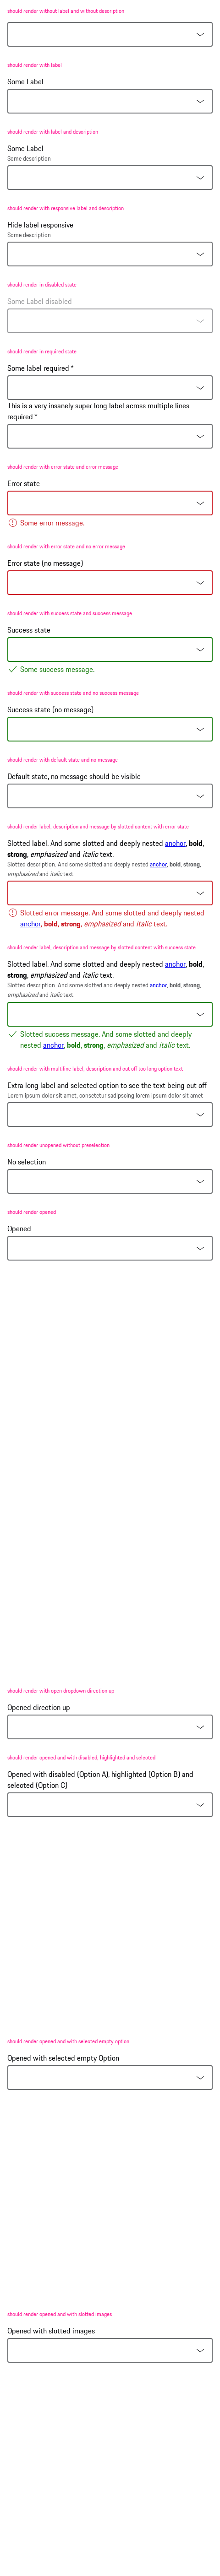 should render without label and without description
should render with label
Some Label
should render with label and description
Some Label
Some description
should render with responsive label and description
Hide label responsive
Some description
should render in disabled state
Some Label disabled
should render in required state
Some label required *
This is a very insanely super long label across multiple lines
required *
should render with error state and error message
Error state
Some error message.
should render with error state and no error message
Error state (no message)
should render with success state and success message
Success state
Some success message.
should render with success state and no success message
Success state (no message)
should render with default state and no message
Default state, no message should be visible
should render label, description and message by slotted content with error state
Slotted label. And some slotted and deeply nested anchor, bold,
strong, emphasized and italic text.
Slotted description. And some slotted and deeply nested anchor, bold, strong,
emphasized and italic text.
Slotted error message. And some slotted and deeply nested
anchor, bold, strong, emphasized and italic text.
should render label, description and message by slotted content with success state
Slotted label. And some slotted and deeply nested anchor, bold,
strong, emphasized and italic text.
Slotted description. And some slotted and deeply nested anchor, bold, strong,
emphasized and italic text.
Slotted success message. And some slotted and deeply
nested anchor, bold, strong, emphasized and italic text.
should render with multiline label, description and cut off too long option text
Extra long label and selected option to see the text being cut off
Lorem ipsum dolor sit amet, consetetur sadipscing lorem ipsum dolor sit amet
should render unopened without preselection
No selection
should render opened
Opened
should render with open dropdown direction up
Opened direction up
should render opened and with disabled, highlighted and selected
Opened with disabled (Option A), highlighted (Option B) and
selected (Option C)
should render opened and with selected empty option
Opened with selected empty Option
should render opened and with slotted images
Opened with slotted images